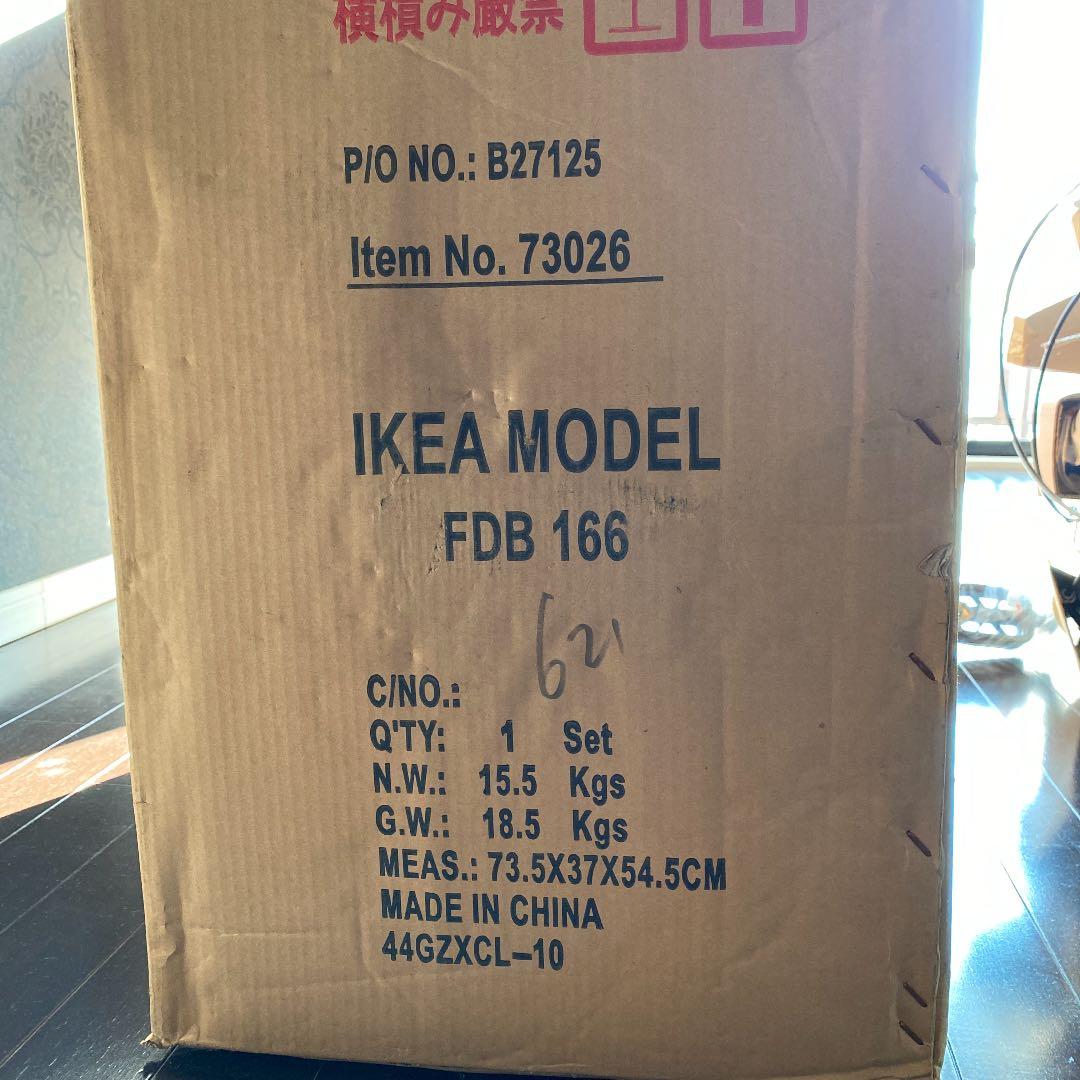 横積み厳禁
P/O NO.: B27125
Item No. 73026
IKEA MODEL
FDB 166
621
C/NO.:
Q'TY: 1 Set
N.W.: 15.5 Kgs
G.W.: 18.5 Kgs
MEAS.: 73.5X37X54.5CM
MADE IN CHINA
44GZXCL-10